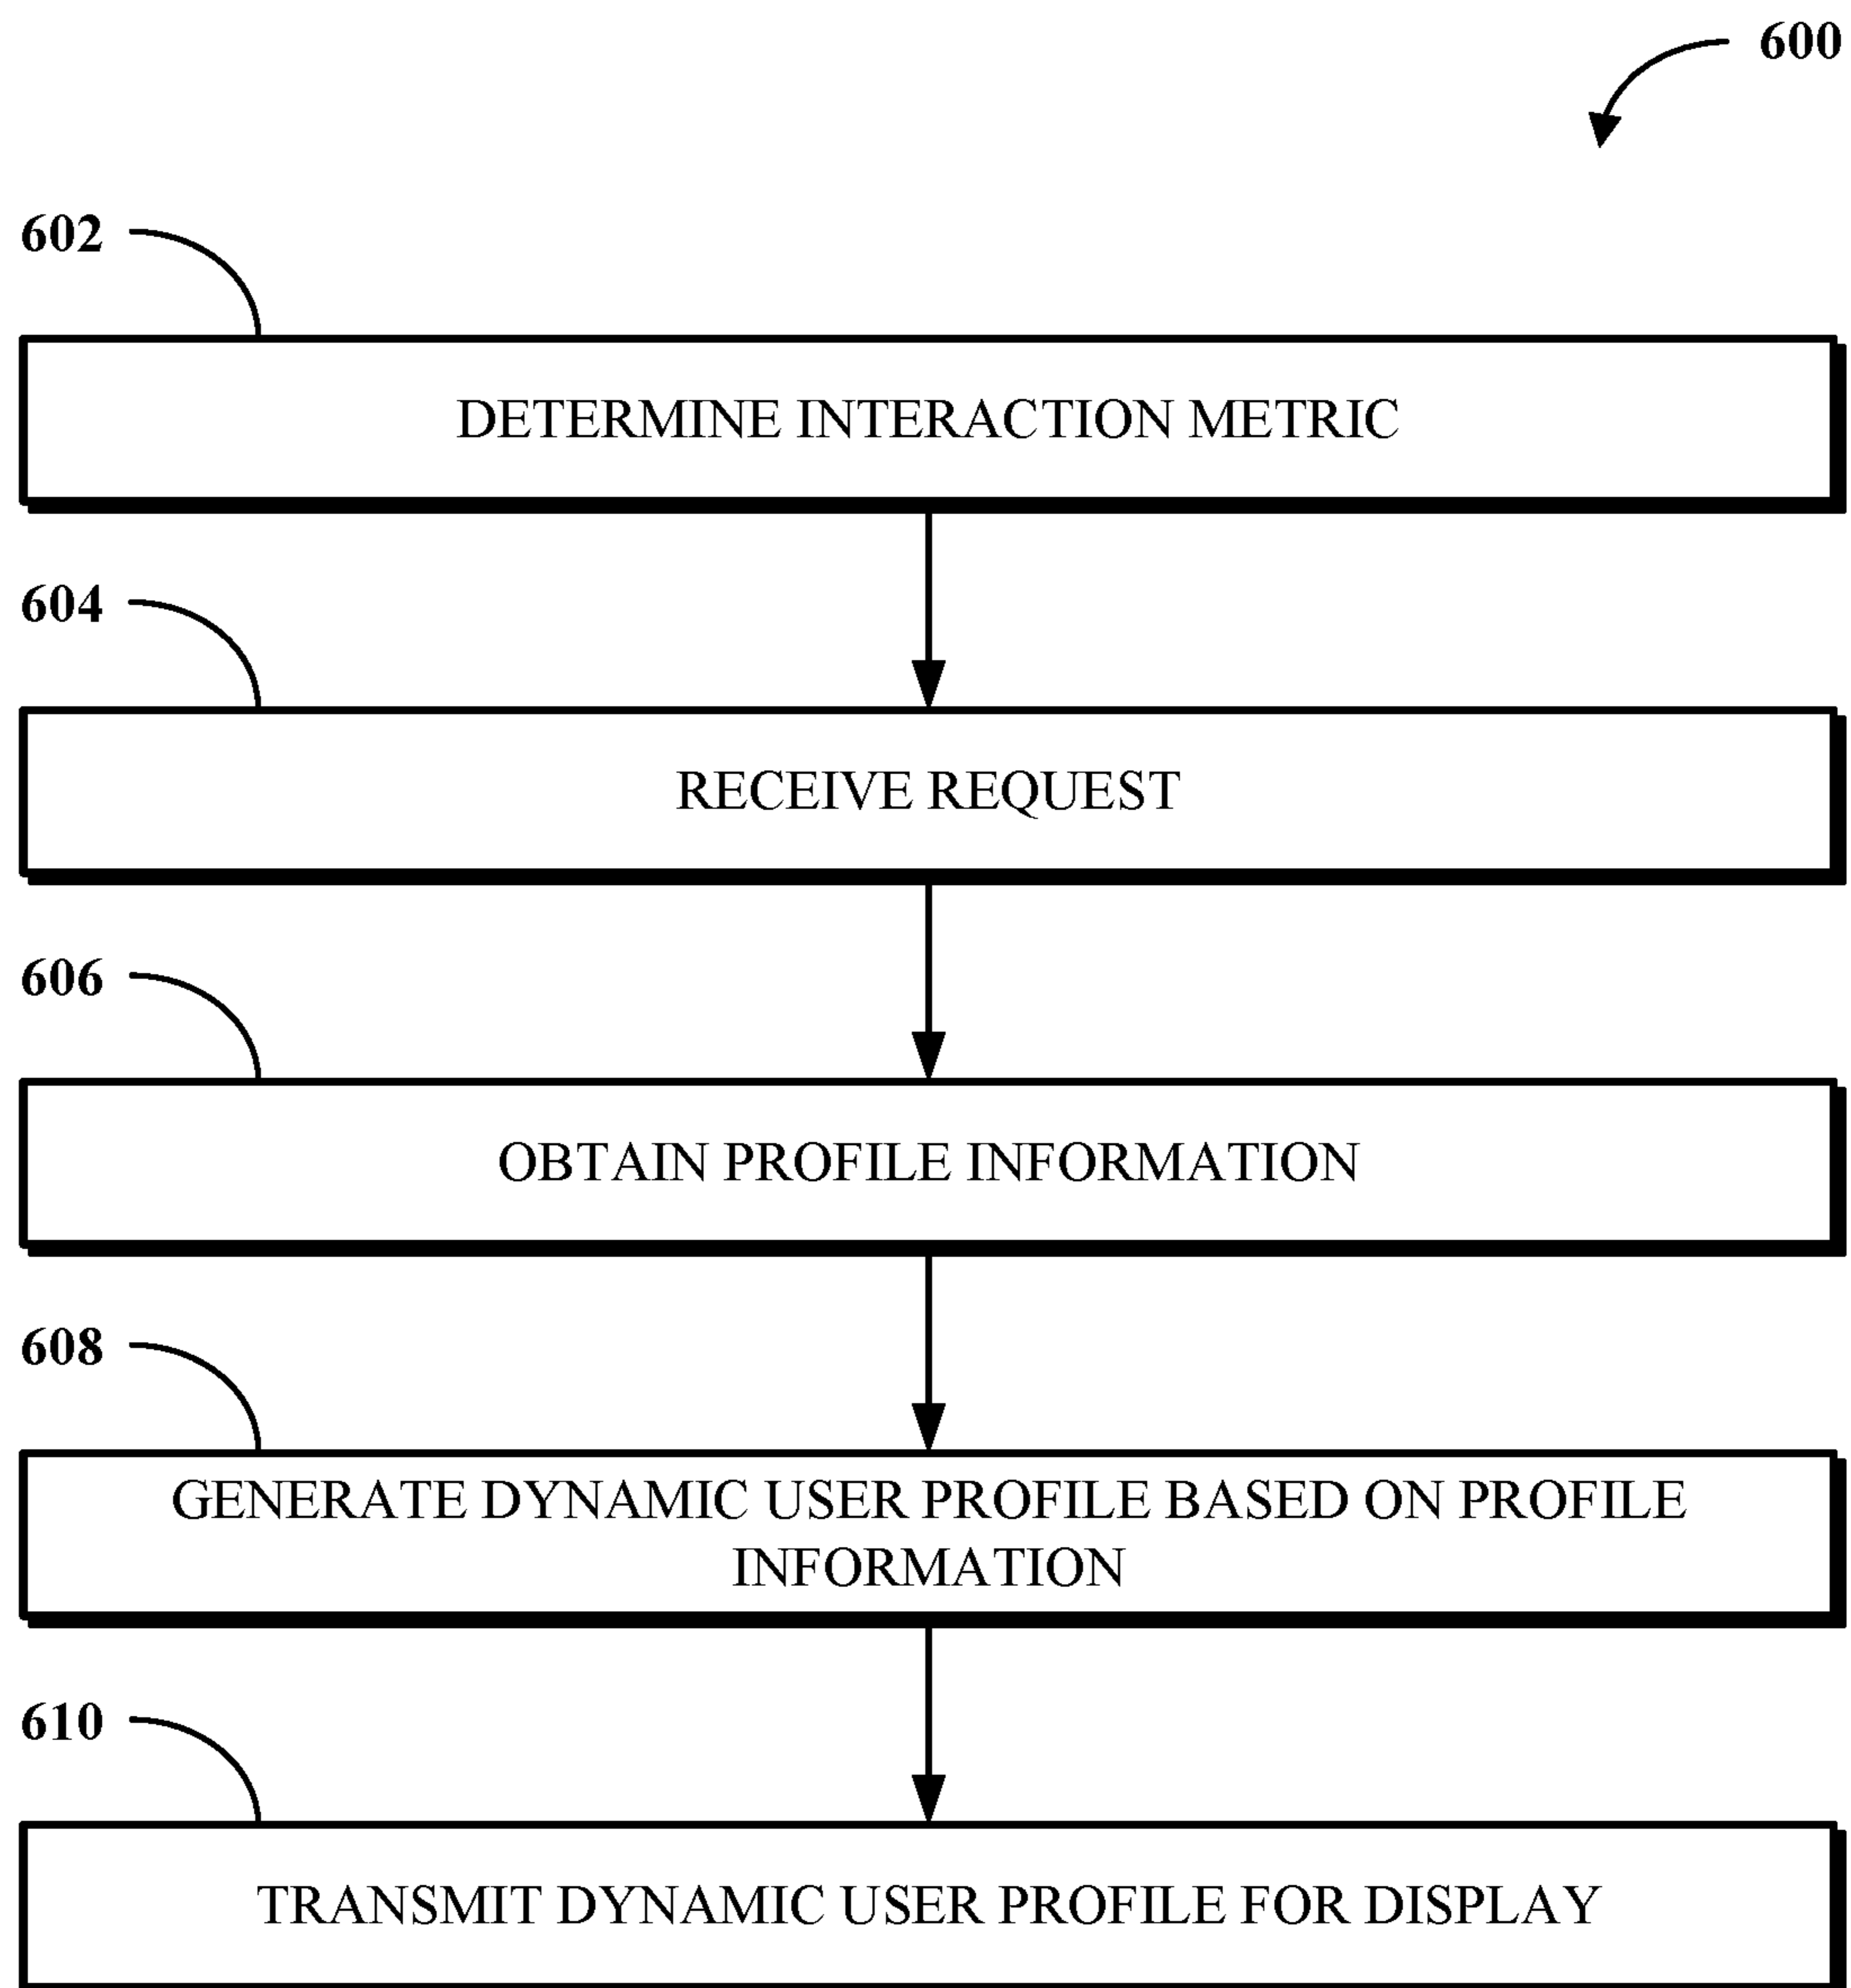 600
602
DETERMINE INTERACTION METRIC
604
RECEIVE REQUEST
606
OBTAIN PROFILE INFORMATION
608
GENERATE DYNAMIC USER PROFILE BASED ON PROFILE
INFORMATION
610
TRANSMIT DYNAMIC USER PROFILE FOR DISPLAY